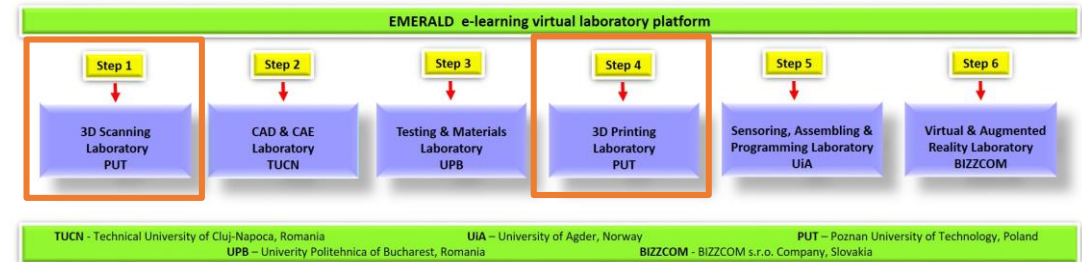 EMERALD e-learning virtual laboratory platform
Step 1
Step 2
Step 3
Step 4
Step 5
Step 6
3D Scanning
Laboratory
PUT
CAD & CAE
Laboratory
TUCN
Testing & Materials
Laboratory
UPB
3D Printing
Laboratory
PUT
Sensoring, Assembling &
Programming Laboratory
UiA
Virtual & Augmented
Reality Laboratory
BIZZCOM
TUCN - Technical University of Cluj-Napoca, Romania UiA – University of Agder, Norway PUT – Poznan University of Technology, Poland
UPB – Univerity Politehnica of Bucharest, Romania BIZZCOM - BIZZCOM s.r.o. Company, Slovakia